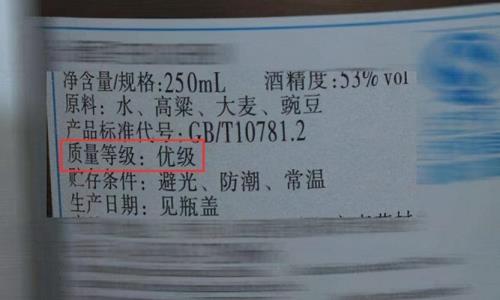 净含量/规格:250mL 酒精度:53% vol
原料:水、高粱、大麦、豌豆
产品标准代号:GB/T10781.2
质量等级:优级
贮存条件:避光、防潮、常温
生产日期:见瓶盖